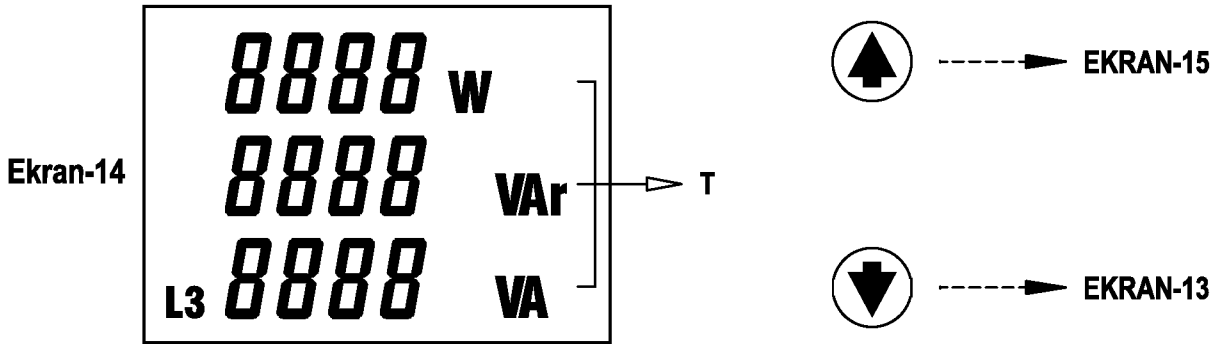 8888 W
EKRAN-15
Ekran-14
8888 VAr
T
L3 8888 VA
EKRAN-13